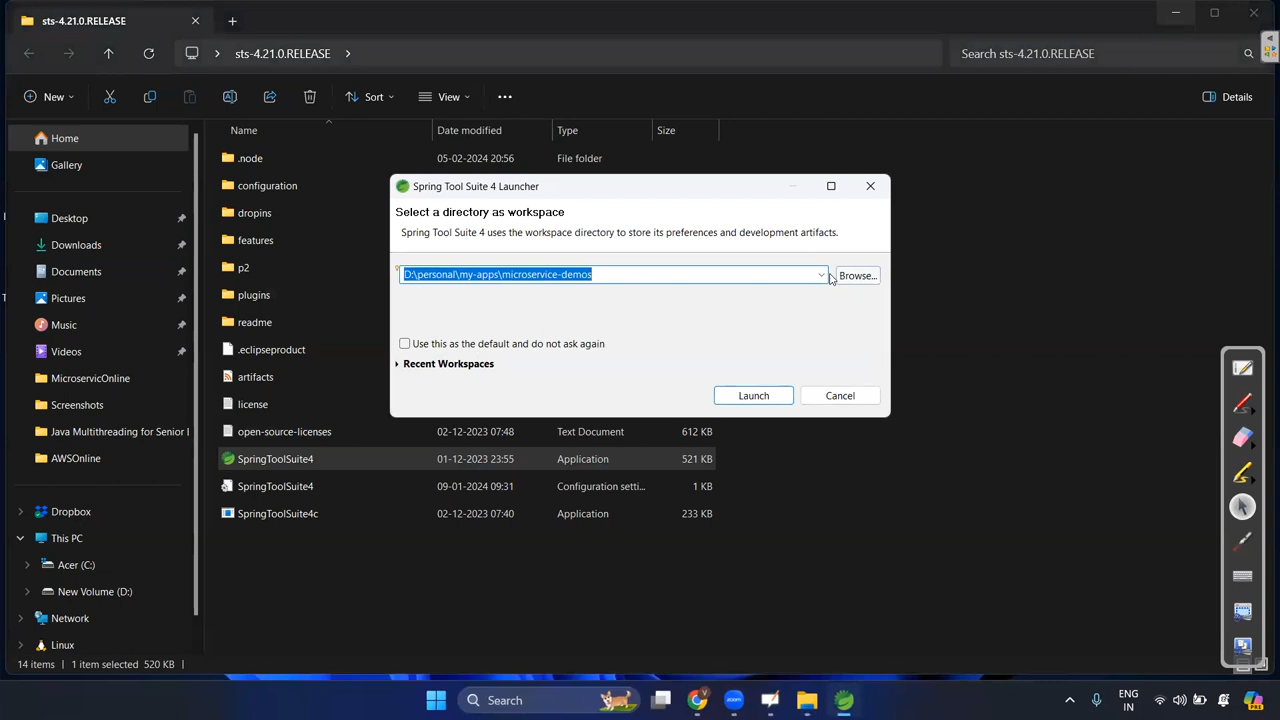 sts-4.21.0.RELEASE
sts-4.21.0.RELEASE
Search sts-4.21.0.RELEASE
New
Sort
View
Details
Name
Date modified
Type
Size
Home
Gallery
Desktop
Downloads
Documents
Pictures
Music
Videos
MicroservicOnline
Screenshots
Java Multithreading for Senior
AWSOnline
Dropbox
This PC
Acer (C:)
New Volume (D:)
Network
Linux
.node 05-02-2024 20:56 File folder
configuration
dropins
features
p2
plugins
readme
.eclipseproduct
artifacts
license
open-source-licenses 02-12-2023 07:48 Text Document 612 KB
SpringToolSuite4 01-12-2023 23:55 Application 521 KB
SpringToolSuite4 09-01-2024 09:31 Configuration setti... 1 KB
SpringToolSuite4c 02-12-2023 07:40 Application 233 KB
Spring Tool Suite 4 Launcher
Select a directory as workspace
Spring Tool Suite 4 uses the workspace directory to store its preferences and development artifacts.
D:\personal\my-apps\microservice-demos
Browse...
Use this as the default and do not ask again
Recent Workspaces
Launch
Cancel
14 items
1 item selected 520 KB
Search
ENG
IN